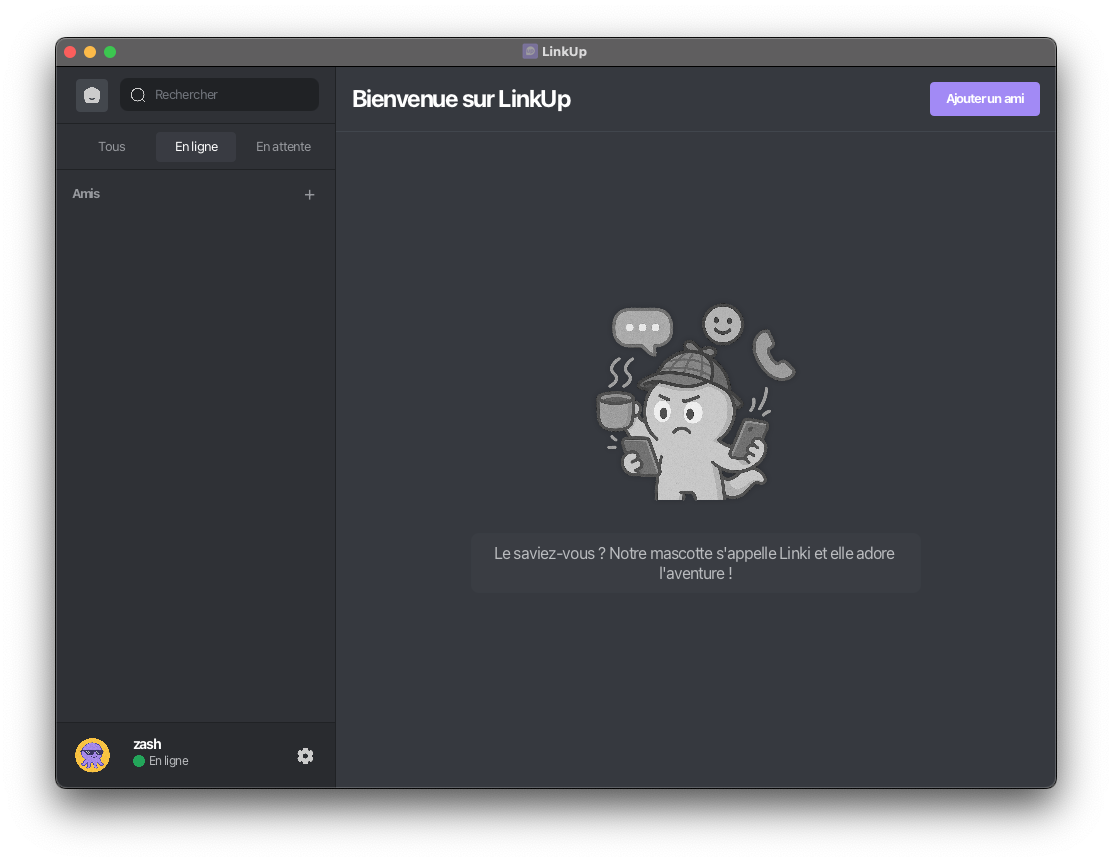 LinkUp
Rechercher
Bienvenue sur LinkUp
Ajouter un ami
Tous
En ligne
En attente
Amis
+
Le saviez-vous ? Notre mascotte s'appelle Linki et elle adore
l'aventure !
zash
En ligne